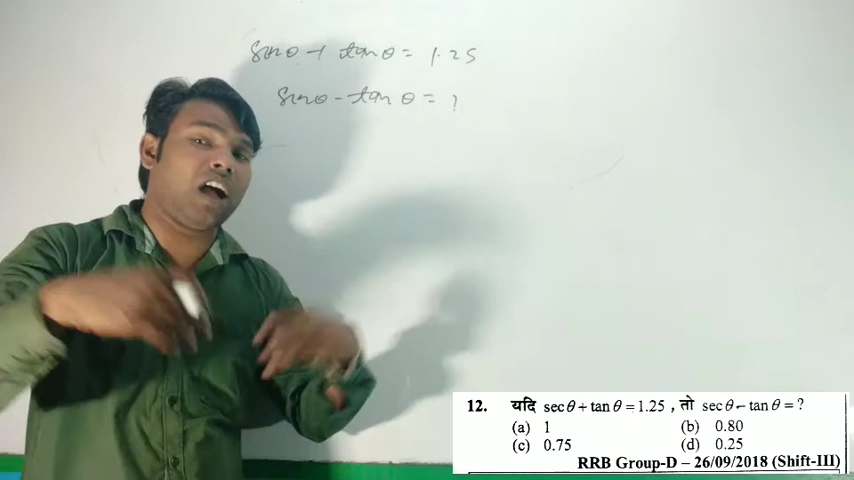 secθ + tanθ = 1.25
secθ - tanθ = ?
12. यदि secθ + tanθ = 1.25 , तो secθ – tanθ = ?
(a) 1 (b) 0.80
(c) 0.75 (d) 0.25
RRB Group-D – 26/09/2018 (Shift-III)